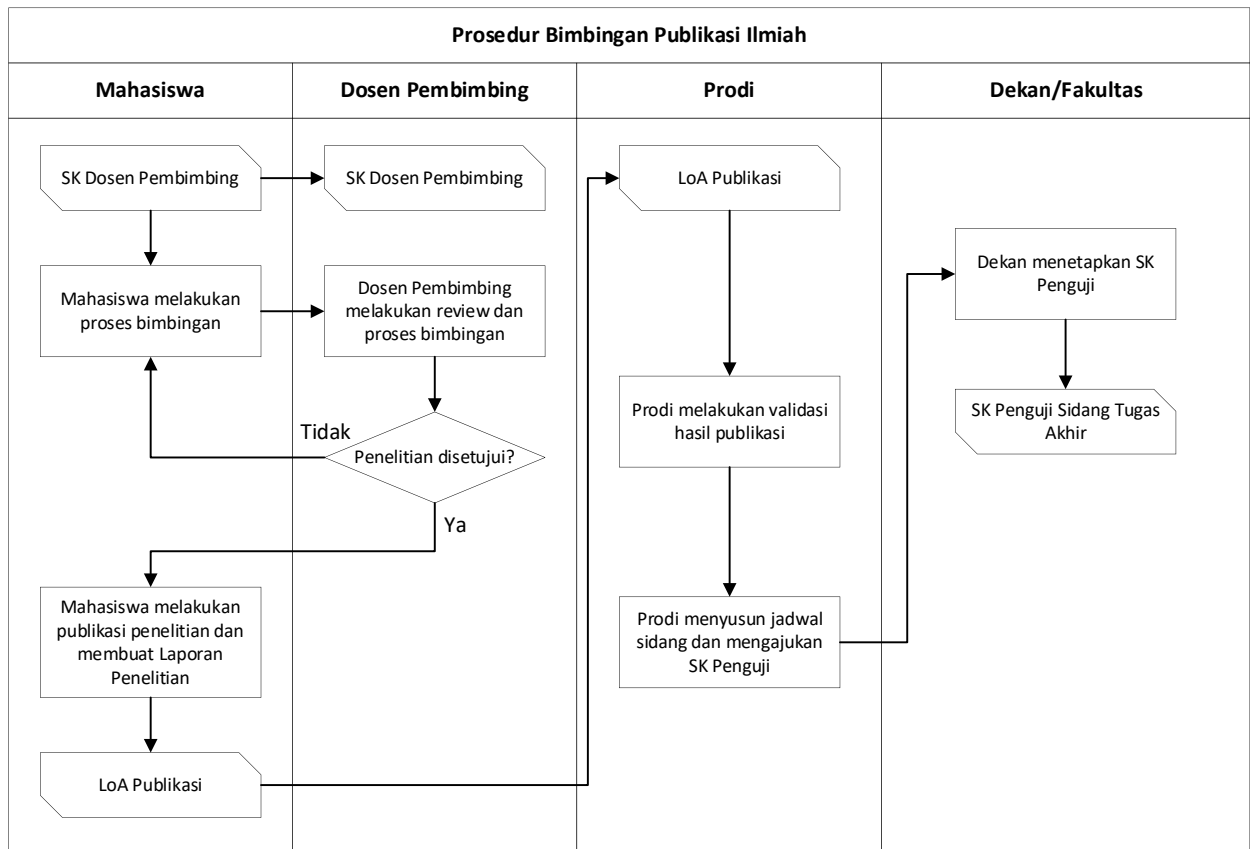 Prosedur Bimbingan Publikasi Ilmiah
Mahasiswa
Dosen Pembimbing
Prodi
Dekan/Fakultas
SK Dosen Pembimbing
SK Dosen Pembimbing
LoA Publikasi
Dekan menetapkan SK
Penguji
Mahasiswa melakukan
proses bimbingan
Dosen Pembimbing
melakukan review dan
proses bimbingan
Prodi melakukan validasi
hasil publikasi
SK Penguji Sidang Tugas
Akhir
Tidak
Penelitian disetujui?
Ya
Mahasiswa melakukan
publikasi penelitian dan
membuat Laporan
Penelitian
Prodi menyusun jadwal
sidang dan mengajukan
SK Penguji
LoA Publikasi